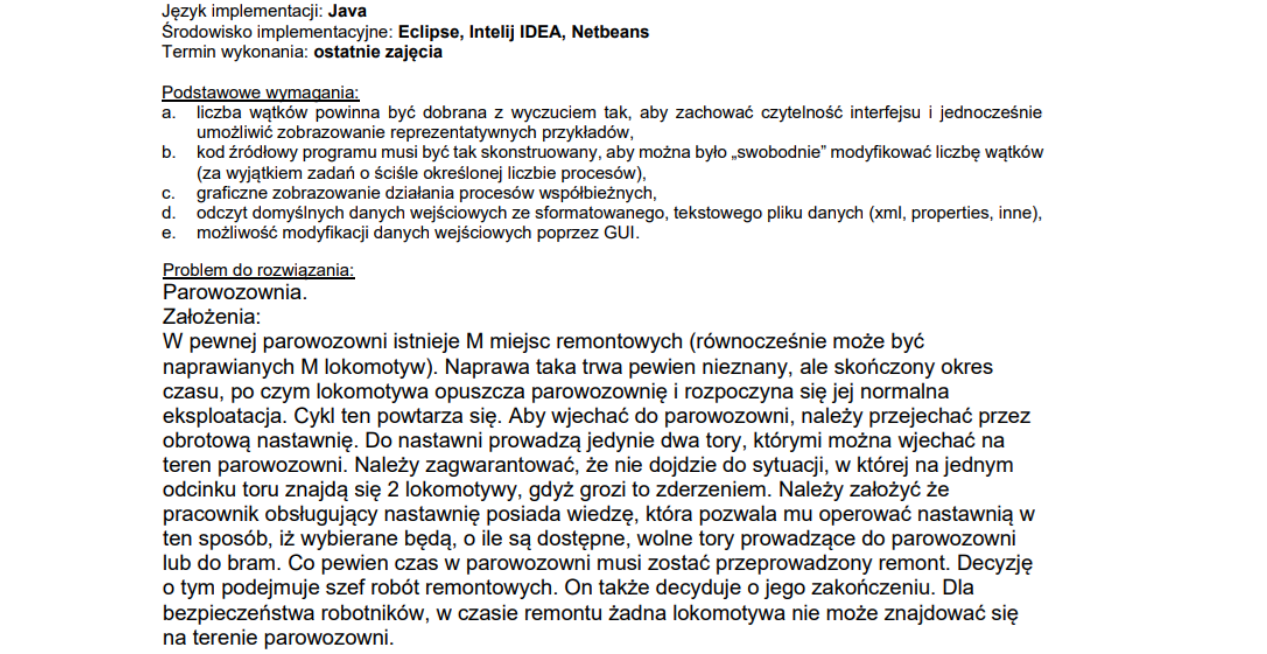 Język implementacji: Java
Środowisko implementacyjne: Eclipse, Intelij IDEA, Netbeans
Termin wykonania: ostatnie zajęcia
Podstawowe wymagania:
a. liczba wątków powinna być dobrana z wyczuciem tak, aby zachować czytelność interfejsu i jednocześnie
umożliwić zobrazowanie reprezentatywnych przykładów,
b. kod źródłowy programu musi być tak skonstruowany, aby można było „swobodnie” modyfikować liczbę wątków
(za wyjątkiem zadań o ściśle określonej liczbie procesów),
c. graficzne zobrazowanie działania procesów współbieżnych,
d. odczyt domyślnych danych wejściowych ze sformatowanego, tekstowego pliku danych (xml, properties, inne),
e. możliwość modyfikacji danych wejściowych poprzez GUI.
Problem do rozwiązania:
Parowozownia.
Założenia:
W pewnej parowozowni istnieje M miejsc remontowych (równocześnie może być
naprawianych M lokomotyw). Naprawa taka trwa pewien nieznany, ale skończony okres
czasu, po czym lokomotywa opuszcza parowozownię i rozpoczyna się jej normalna
eksploatacja. Cykl ten powtarza się. Aby wjechać do parowozowni, należy przejechać przez
obrotową nastawnię. Do nastawni prowadzą jedynie dwa tory, którymi można wjechać na
teren parowozowni. Należy zagwarantować, że nie dojdzie do sytuacji, w której na jednym
odcinku toru znajdą się 2 lokomotywy, gdyż grozi to zderzeniem. Należy założyć że
pracownik obsługujący nastawnię posiada wiedzę, która pozwala mu operować nastawnią w
ten sposób, iż wybierane będą, o ile są dostępne, wolne tory prowadzące do parowozowni
lub do bram. Co pewien czas w parowozowni musi zostać przeprowadzony remont. Decyzję
o tym podejmuje szef robót remontowych. On także decyduje o jego zakończeniu. Dla
bezpieczeństwa robotników, w czasie remontu żadna lokomotywa nie może znajdować się
na terenie parowozowni.